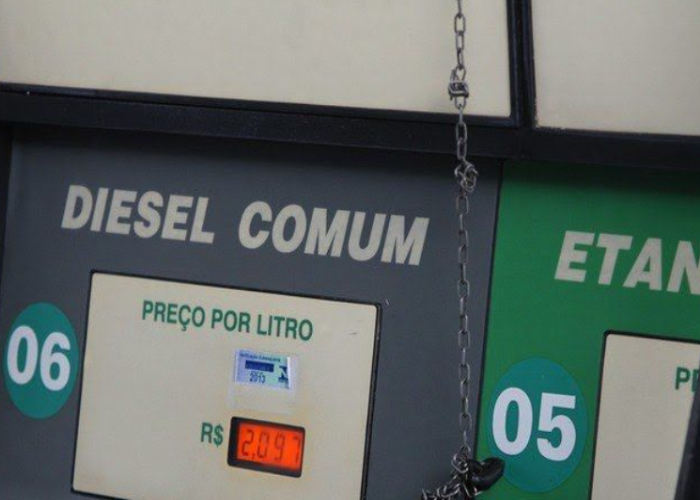 DIESEL COMUM
ETAN
PREÇO POR LITRO
06
2013
R$ 2,097
05